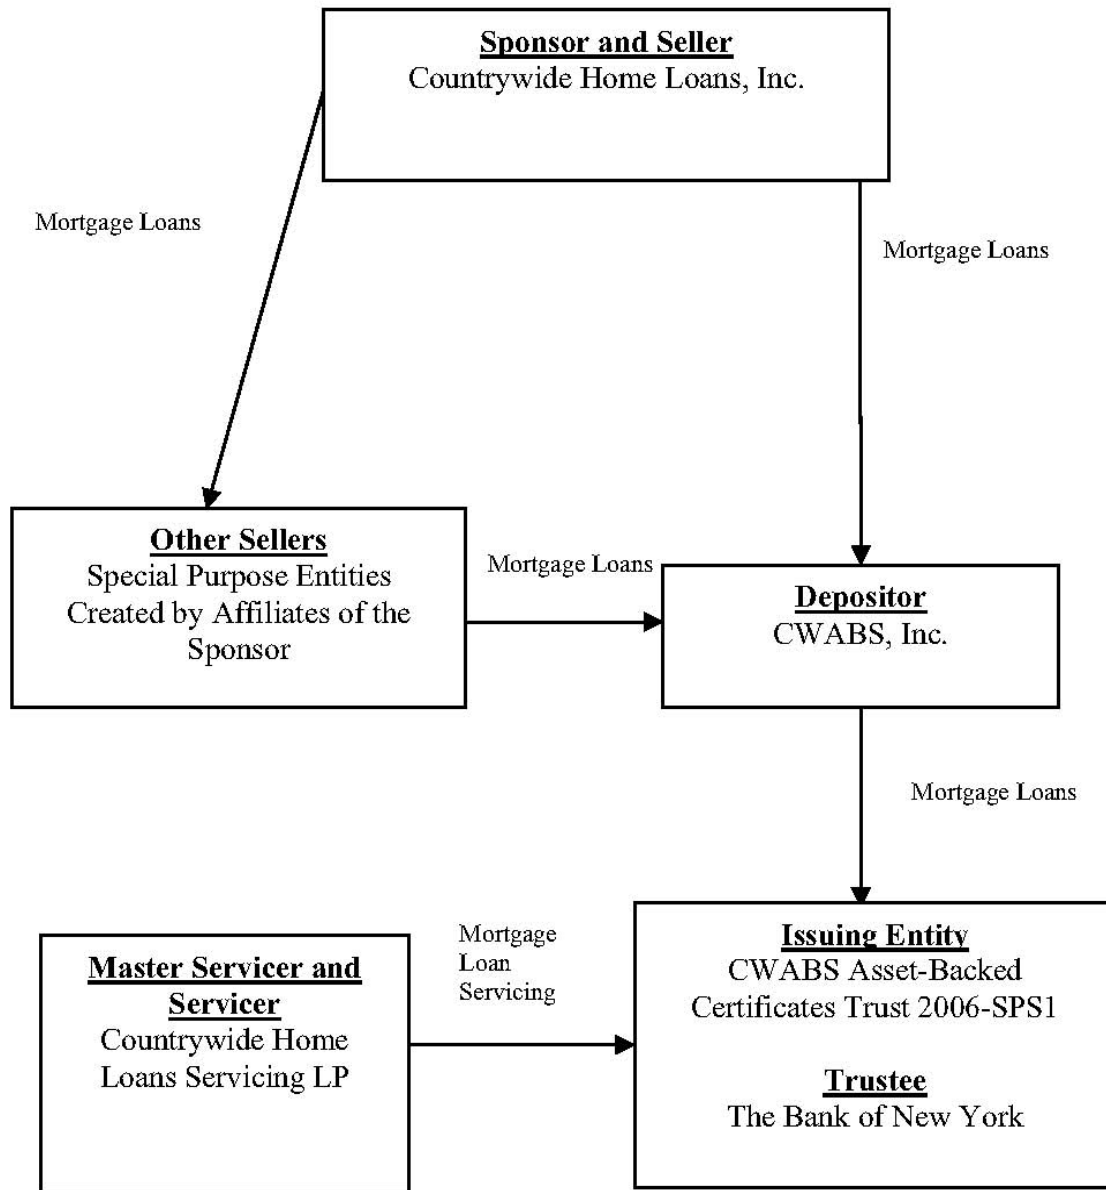 Sponsor and Seller
Countrywide Home Loans, Inc.
Mortgage Loans
Mortgage Loans
Other Sellers
Special Purpose Entities
Created by Affiliates of the
Sponsor
Mortgage Loans
Depositor
CWABS, Inc.
Mortgage Loans
Master Servicer and
Servicer
Countrywide Home
Loans Servicing LP
Mortgage
Loan
Servicing
Issuing Entity
CWABS Asset-Backed
Certificates Trust 2006-SPS1
Trustee
The Bank of New York